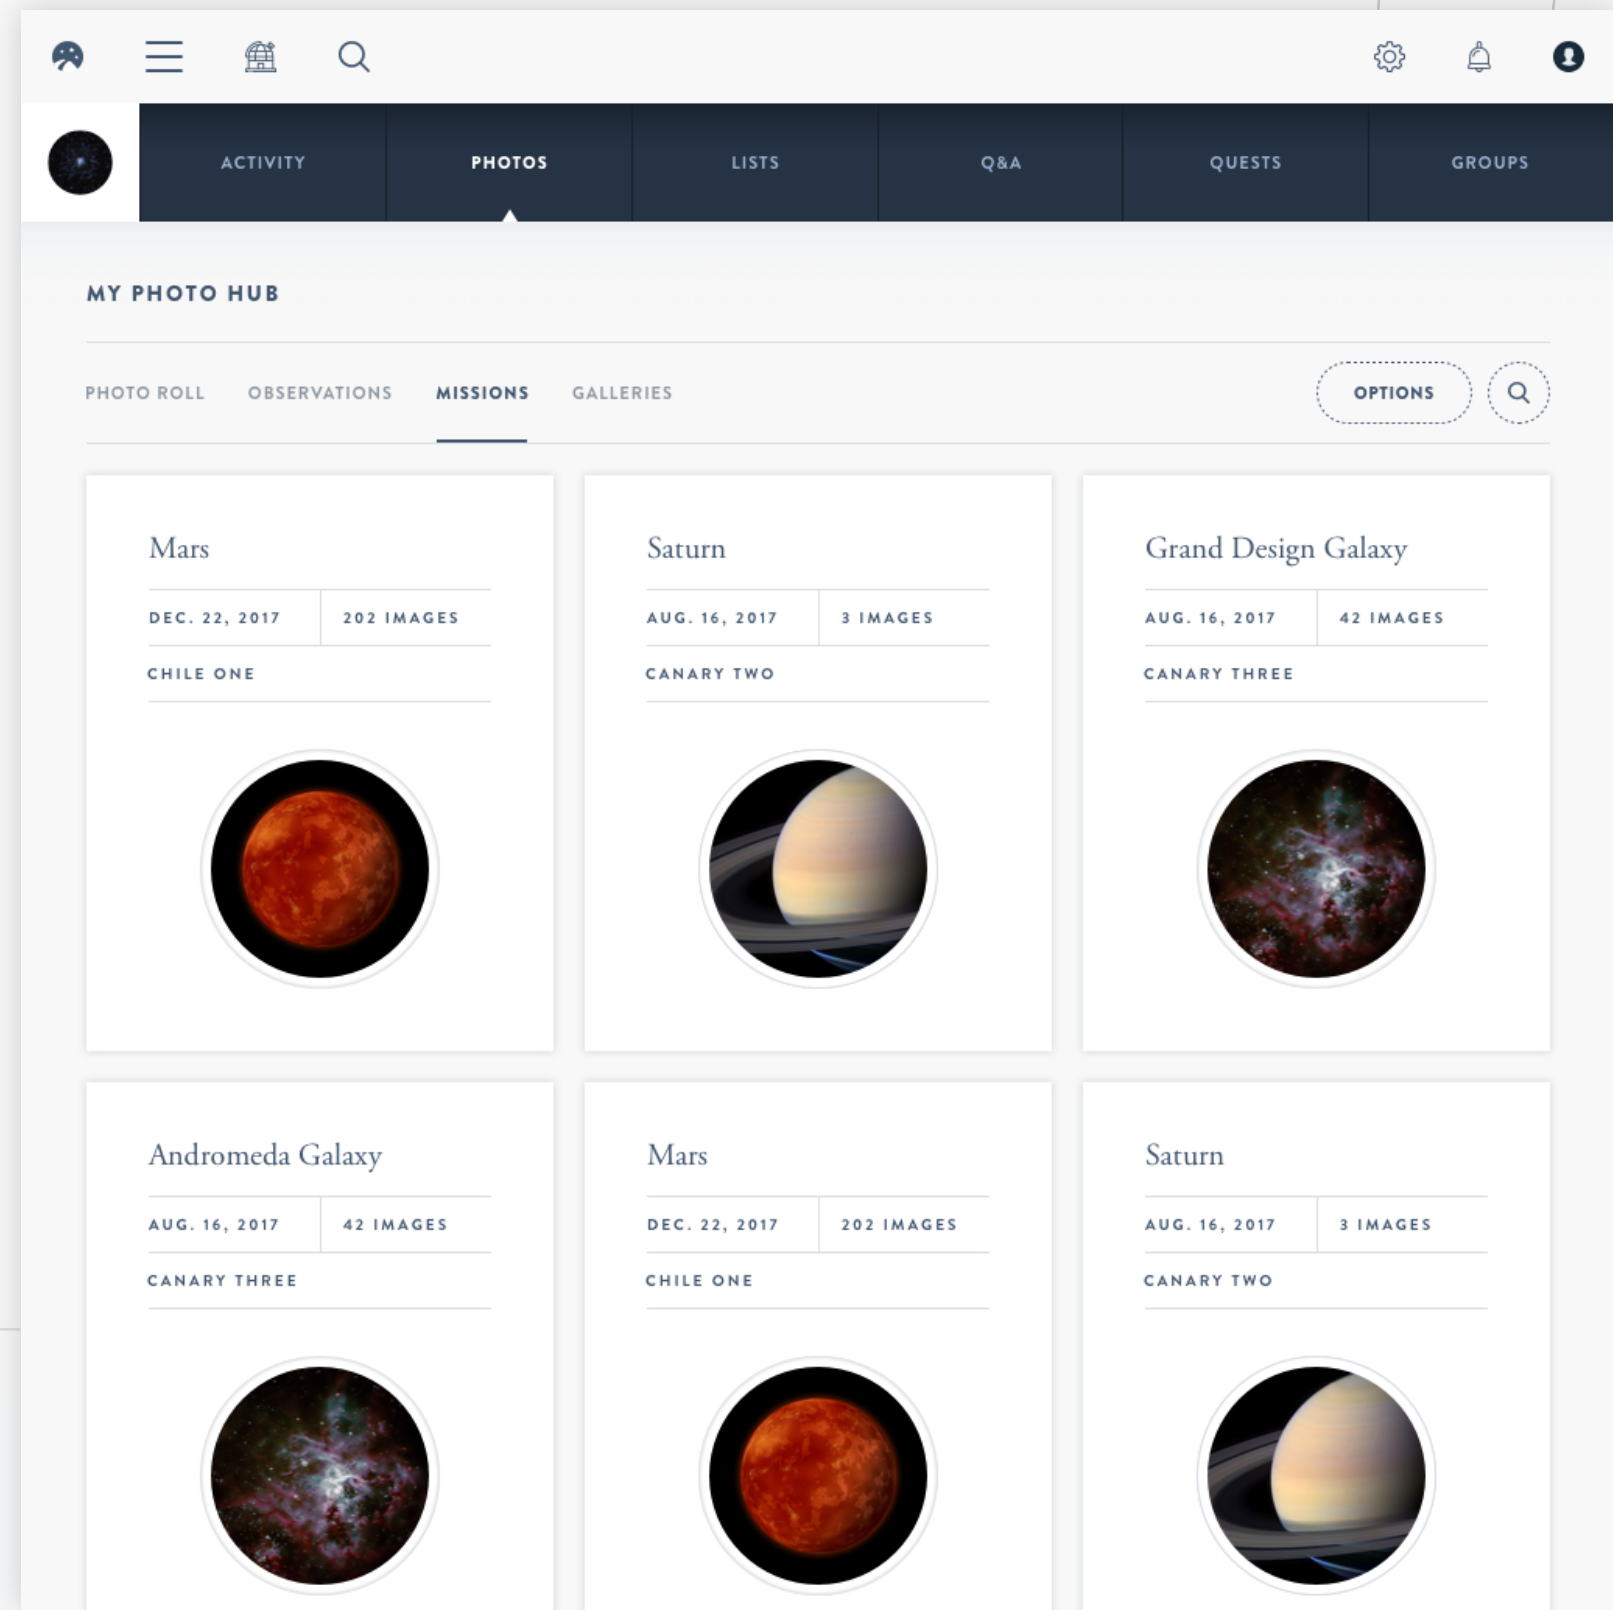 ACTIVITY PHOTOS LISTS Q&A QUESTS GROUPS
MY PHOTO HUB
PHOTO ROLL OBSERVATIONS MISSIONS GALLERIES OPTIONS
Mars
DEC. 22, 2017 202 IMAGES
CHILE ONE
Saturn
AUG. 16, 2017 3 IMAGES
CANARY TWO
Grand Design Galaxy
AUG. 16, 2017 42 IMAGES
CANARY THREE
Andromeda Galaxy
AUG. 16, 2017 42 IMAGES
CANARY THREE
Mars
DEC. 22, 2017 202 IMAGES
CHILE ONE
Saturn
AUG. 16, 2017 3 IMAGES
CANARY TWO